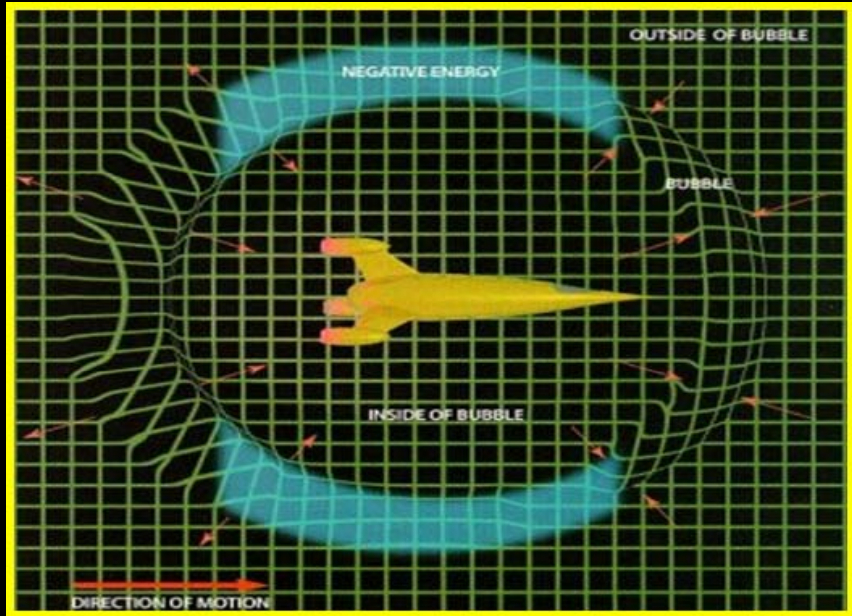 OUTSIDE OF BUBBLE
NEGATIVE ENERGY
BUBBLE
INSIDE OF BUBBLE
DIRECTION OF MOTION